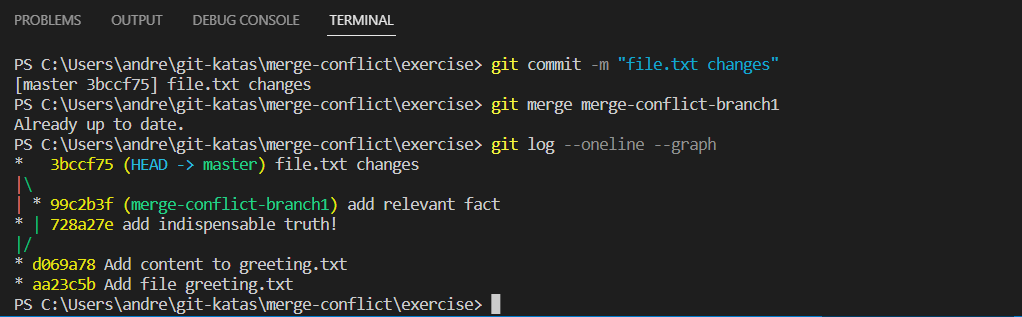 PROBLEMS OUTPUT DEBUG CONSOLE TERMINAL
PS C:\Users\andre\git-katas\merge-conflict\exercise> git commit -m "file.txt changes"
[master 3bccf75] file.txt changes
PS C:\Users\andre\git-katas\merge-conflict\exercise> git merge merge-conflict-branch1
Already up to date.
PS C:\Users\andre\git-katas\merge-conflict\exercise> git log --oneline --graph
*   3bccf75 (HEAD -> master) file.txt changes
|\
| * 99c2b3f (merge-conflict-branch1) add relevant fact
* | 728a27e add indispensable truth!
|/
* d069a78 Add content to greeting.txt
* aa23c5b Add file greeting.txt
PS C:\Users\andre\git-katas\merge-conflict\exercise>